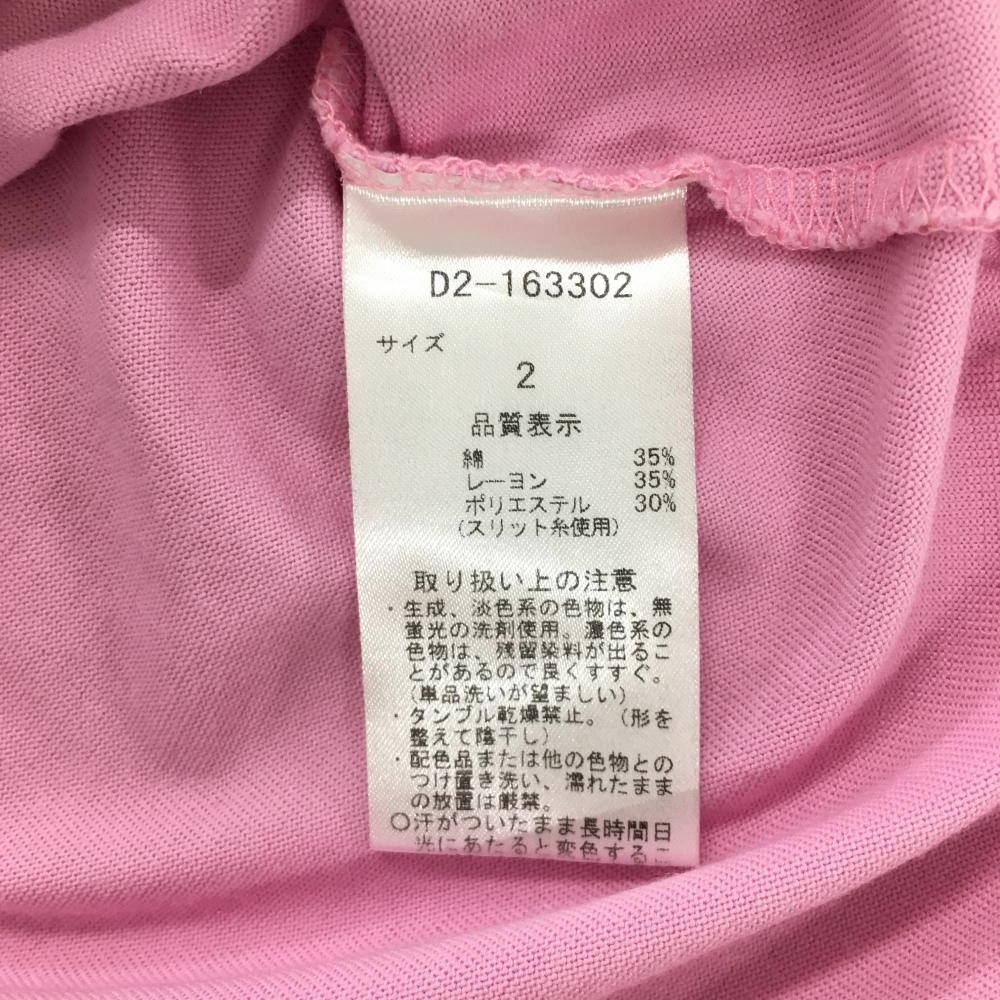 D2-163302
サイズ
2
品質表示
綿 35%
レーヨン 35%
ポリエステル 30%
(スリット糸使用)
取り扱い上の注意
・生成、淡色系の色物は、無
蛍光の洗剤使用。濃色系の
色物は、残留染料が出るこ
とがあるので良くすすぐ。
(単品洗いが望ましい)
・タンブル乾燥禁止。(形を
整えて陰干し)
・配色品または他の色物との
つけ置き洗い、濡れたまま
の放置は厳禁。
○汗がついたまま長時間日
光にあたると変色するこ